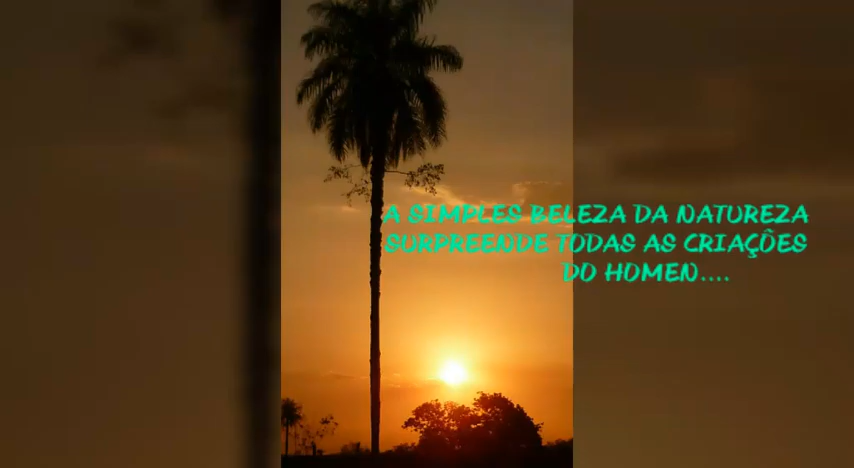 A SIMPLES BELEZA DA NATUREZA
SURPREENDE TODAS AS CRIAÇÕES
DO HOMEN....